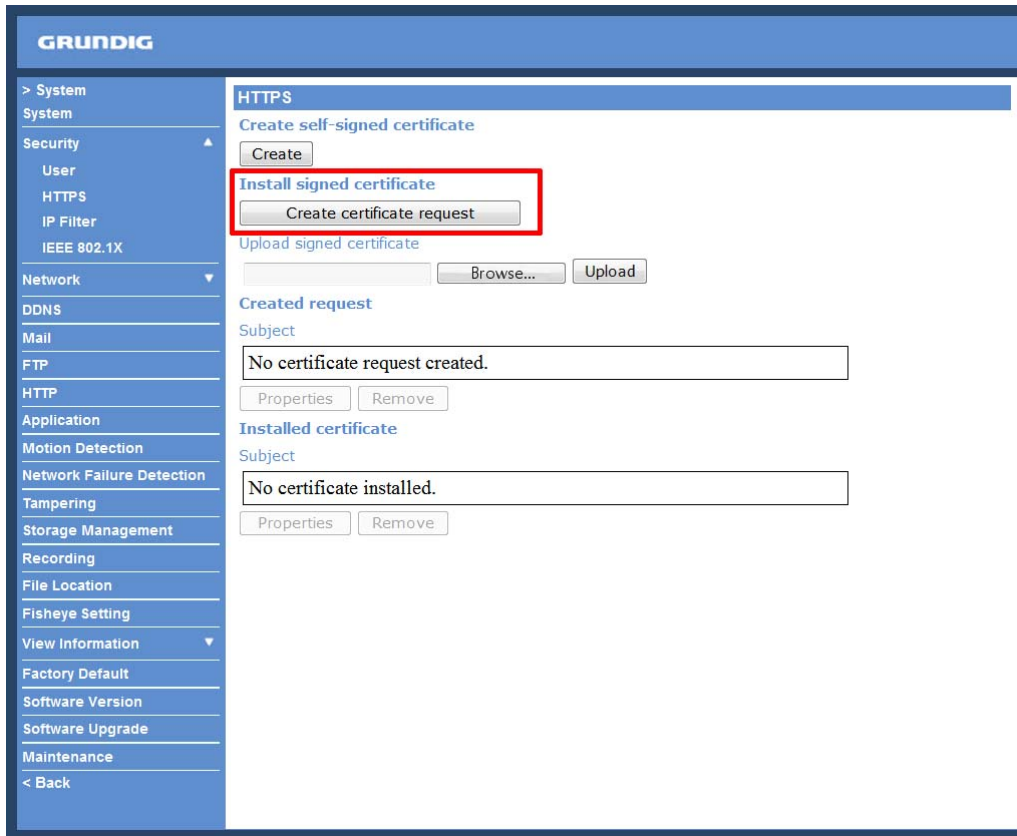 GRUNDIG
> System
System
Security
User
HTTPS
IP Filter
IEEE 802.1X
Network
DDNS
Mail
FTP
HTTP
Application
Motion Detection
Network Failure Detection
Tampering
Storage Management
Recording
File Location
Fisheye Setting
View Information
Factory Default
Software Version
Software Upgrade
Maintenance
< Back
HTTPS
Create self-signed certificate
Create
Install signed certificate
Create certificate request
Upload signed certificate
Browse... Upload
Created request
Subject
No certificate request created.
Properties Remove
Installed certificate
Subject
No certificate installed.
Properties Remove